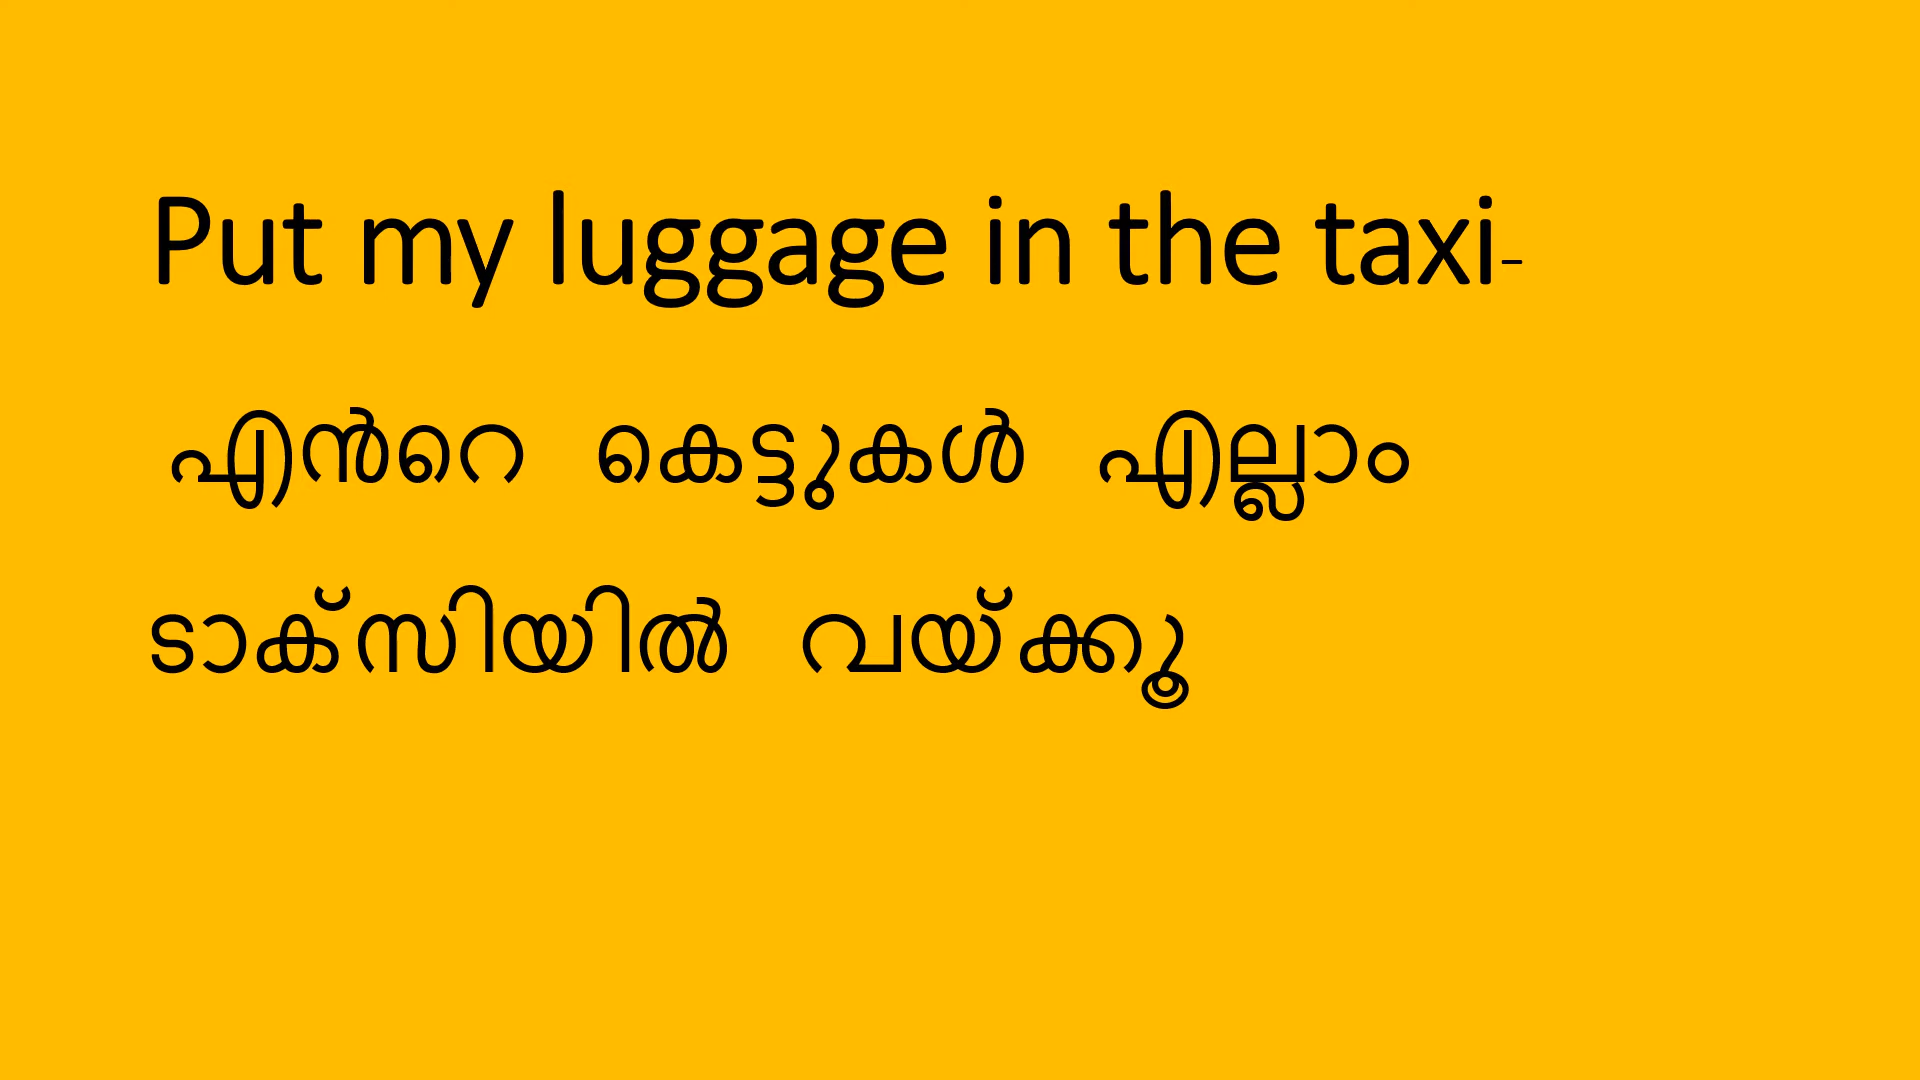 Put my luggage in the taxi-
എൻറെ കെട്ടുകൾ എല്ലാം
ടാക്സിയിൽ വയ്ക്കൂ